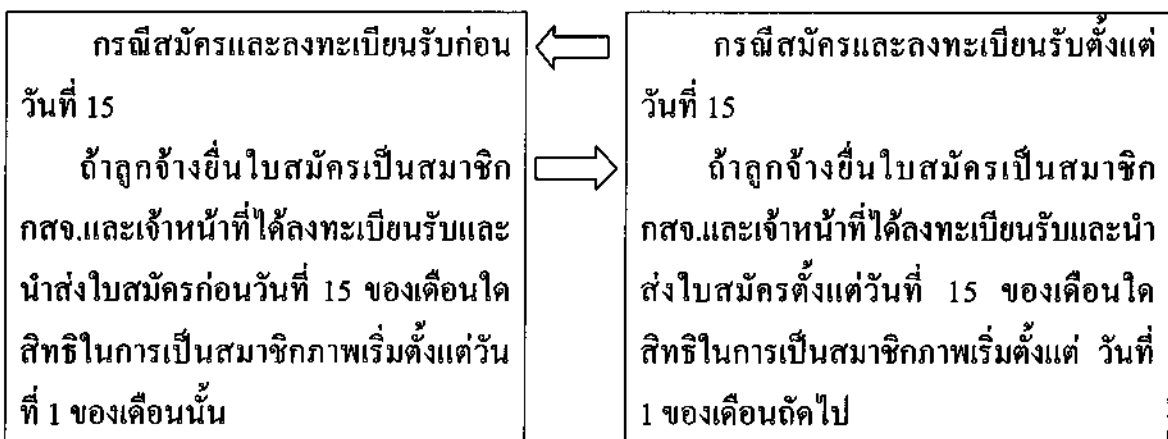 กรณีสมัครและลงทะเบียนรับก่อน
วันที่ 15
ถ้าลูกจ้างยื่นใบสมัครเป็นสมาชิก
กสจ.และเจ้าหน้าที่ได้ลงทะเบียนรับและ
นำส่งใบสมัครก่อนวันที่ 15 ของเดือนใด
สิทธิในการเป็นสมาชิกภาพเริ่มตั้งแต่วัน
ที่ 1 ของเดือนนั้น
กรณีสมัครและลงทะเบียนรับตั้งแต่
วันที่ 15
ถ้าลูกจ้างยื่นใบสมัครเป็นสมาชิก
กสจ.และเจ้าหน้าที่ได้ลงทะเบียนรับและนำ
ส่งใบสมัครตั้งแต่วันที่ 15 ของเดือนใด
สิทธิในการเป็นสมาชิกภาพเริ่มตั้งแต่ วันที่
1 ของเดือนถัดไป